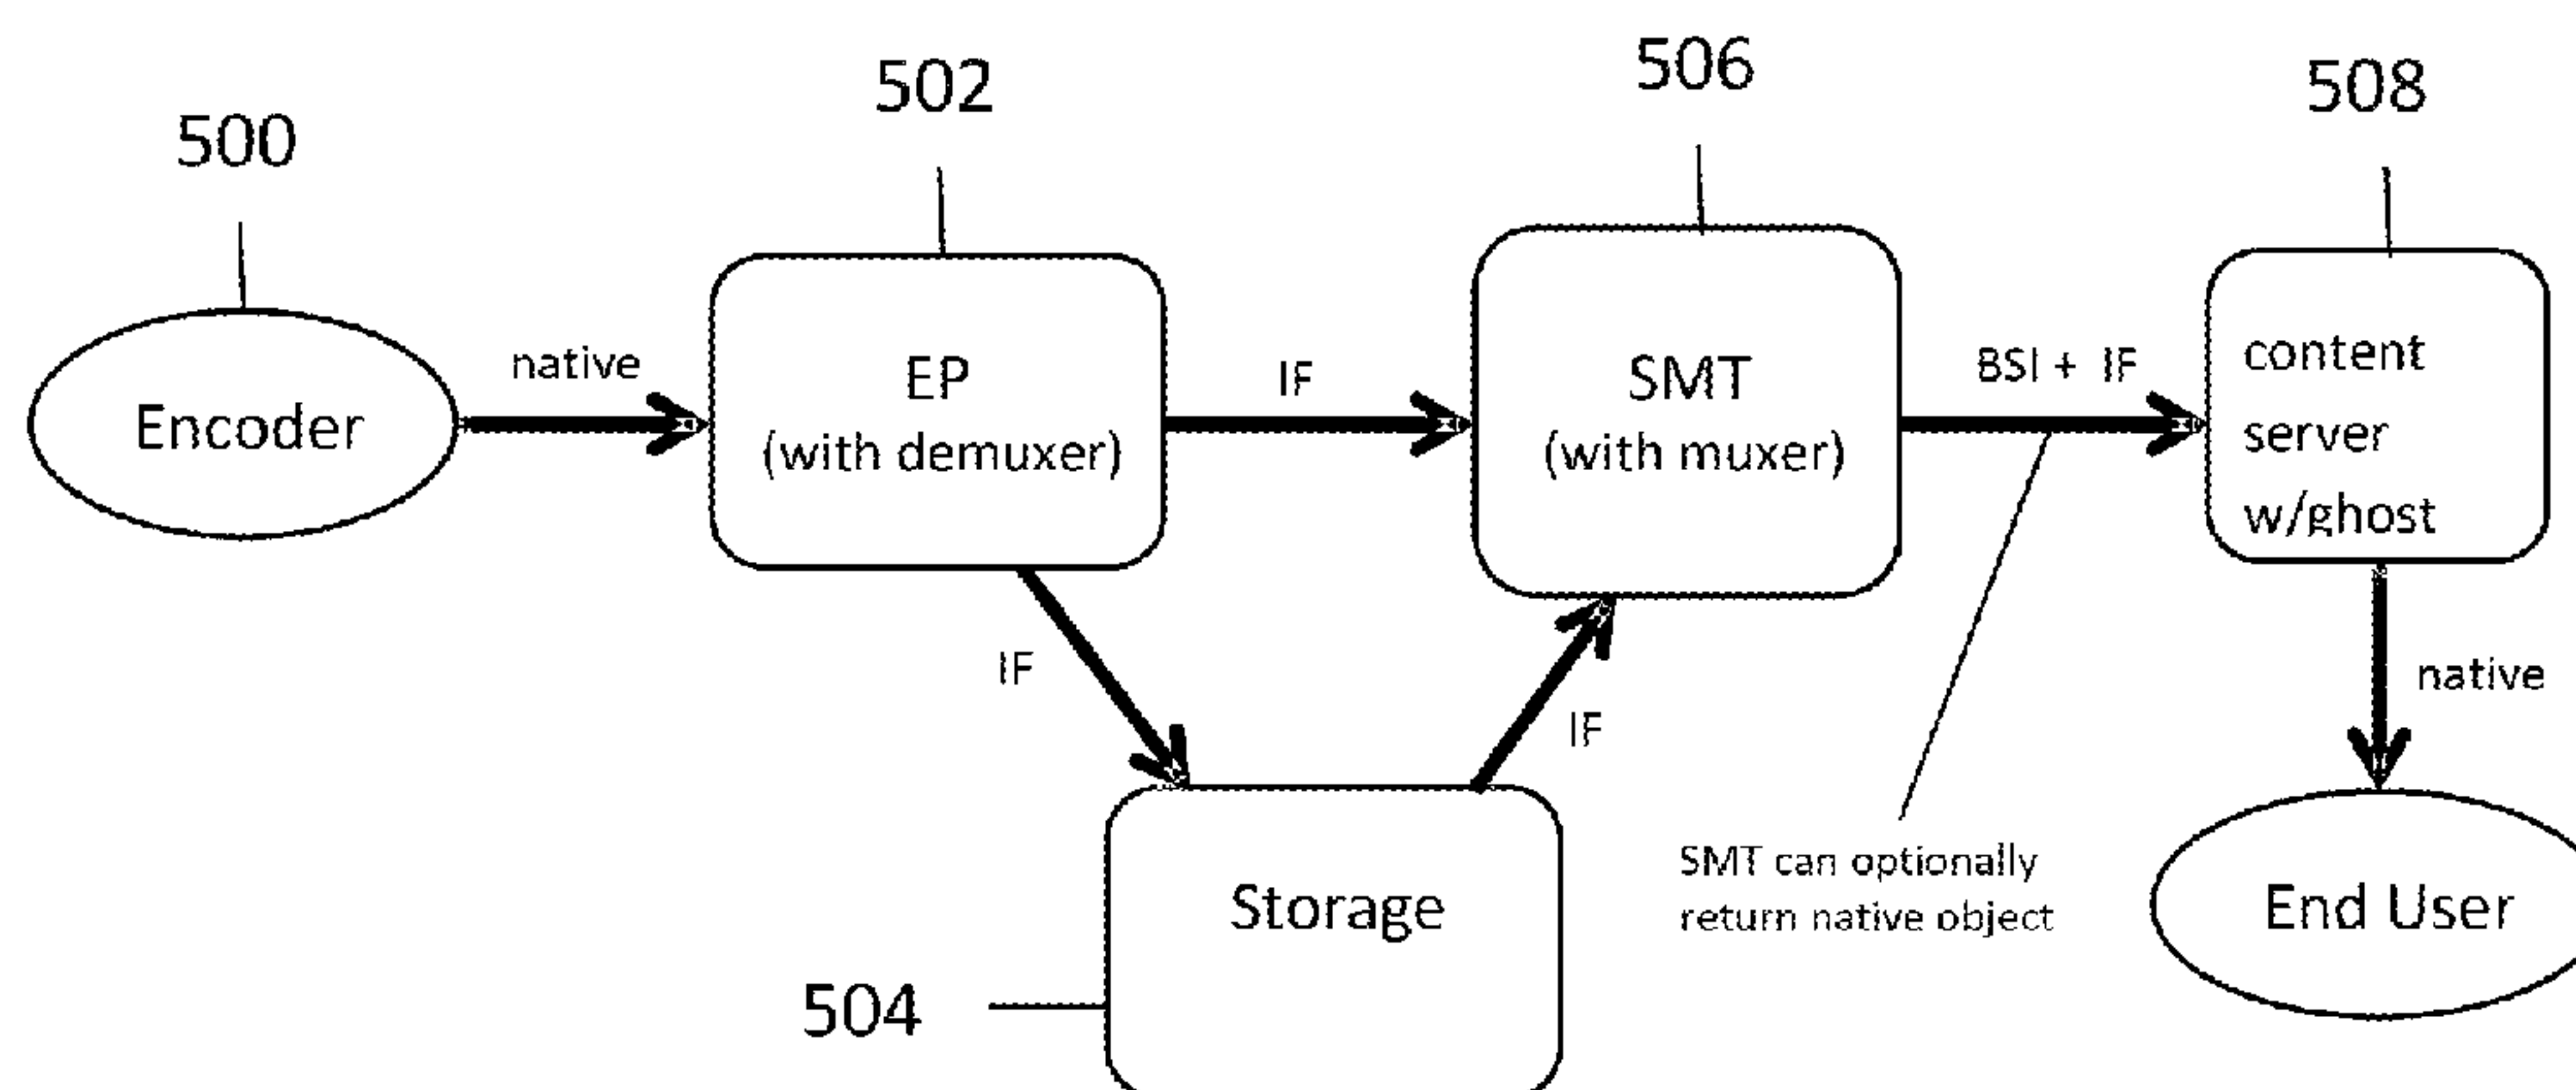 506
502
508
500
native
EP
(with demuxer)
IF
SMT
(with muxer)
BSI + IF
content
server
w/ghost
Encoder
IF
IF
native
SMT can optionally
return native object
Storage
End User
504